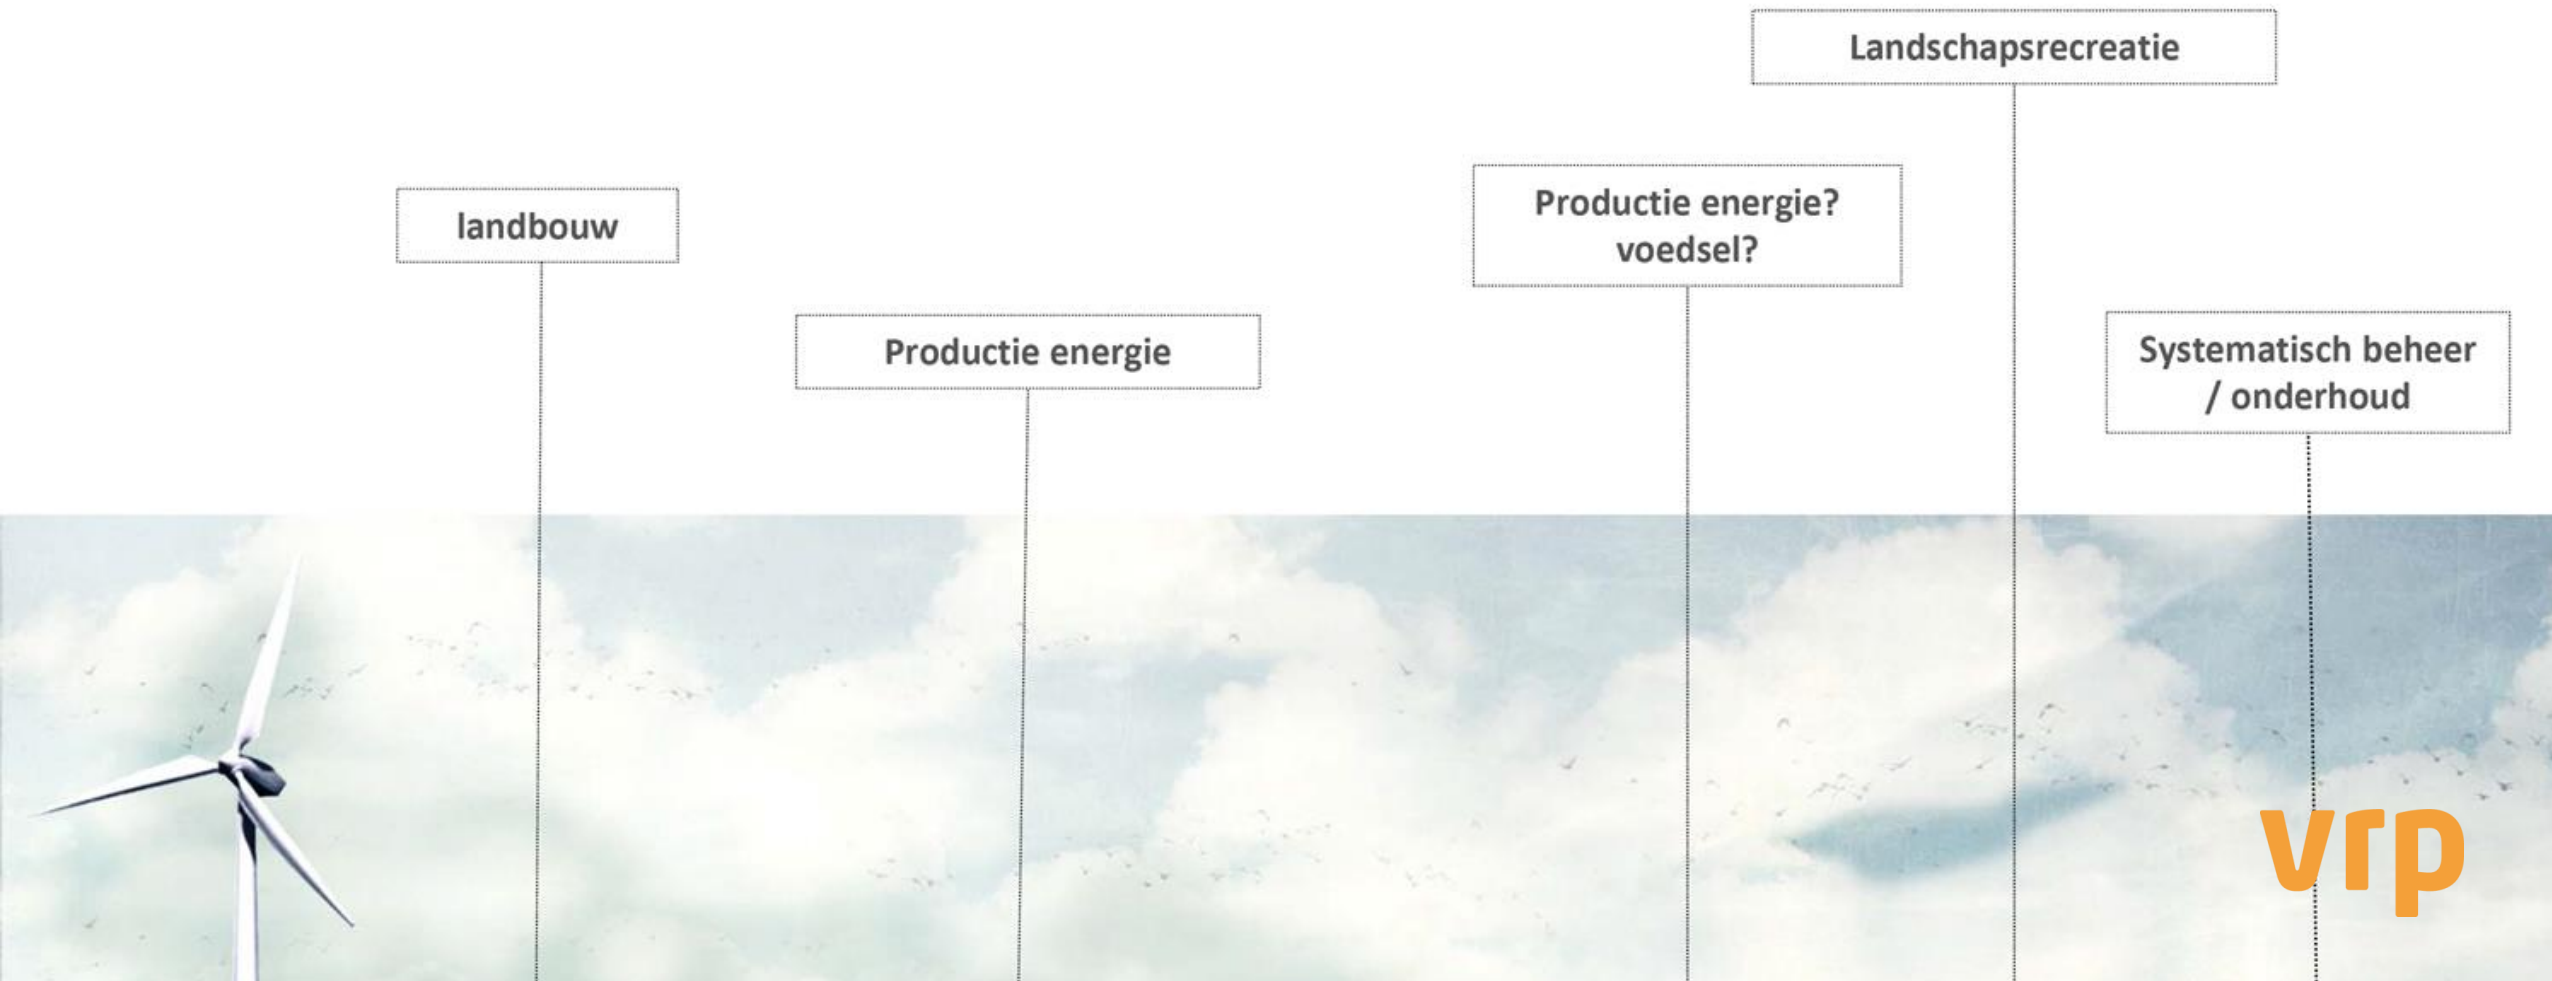 Landschapsrecreatie
landbouw
Productie energie?
voedsel?
Productie energie
Systematisch beheer
/ onderhoud
vrp